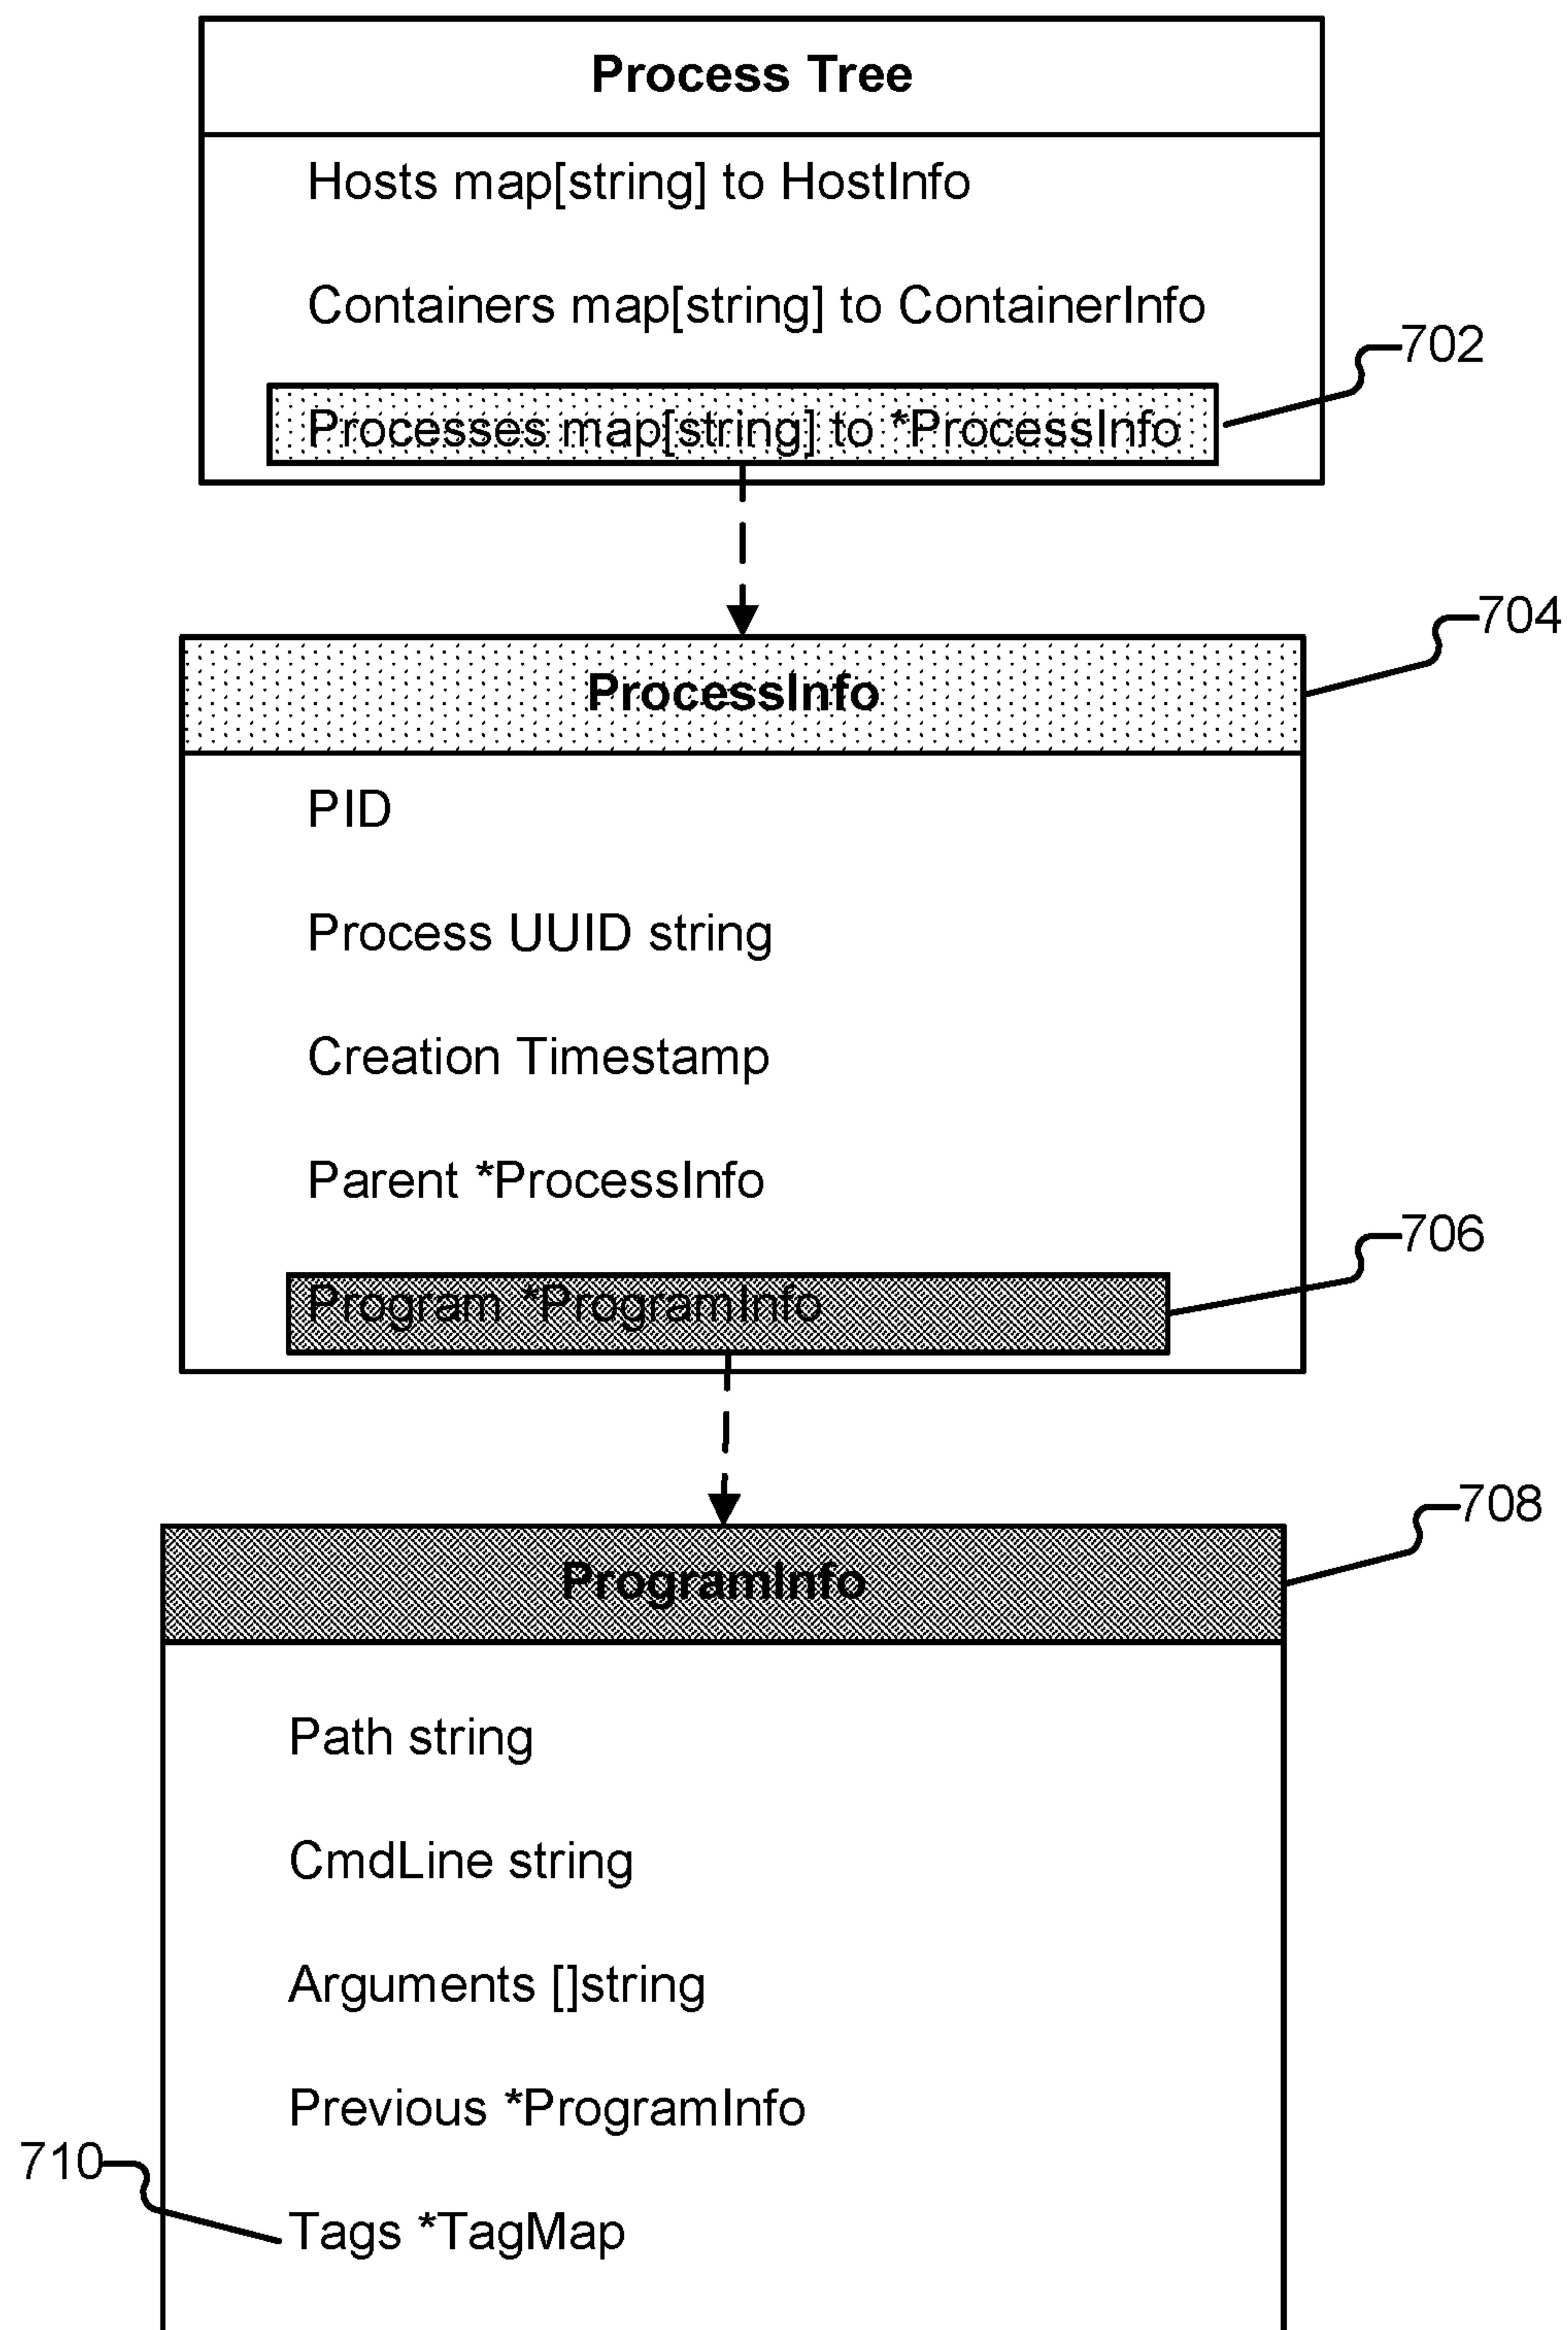 Process Tree
Hosts map[string] to HostInfo
Containers map[string] to ContainerInfo
702
Processes map[string] to *ProcessInfo
704
ProcessInfo
PID
Process UUID string
Creation Timestamp
Parent *ProcessInfo
706
Program *ProgramInfo
708
ProgramInfo
Path string
CmdLine string
Arguments []string
Previous *ProgramInfo
710
Tags *TagMap